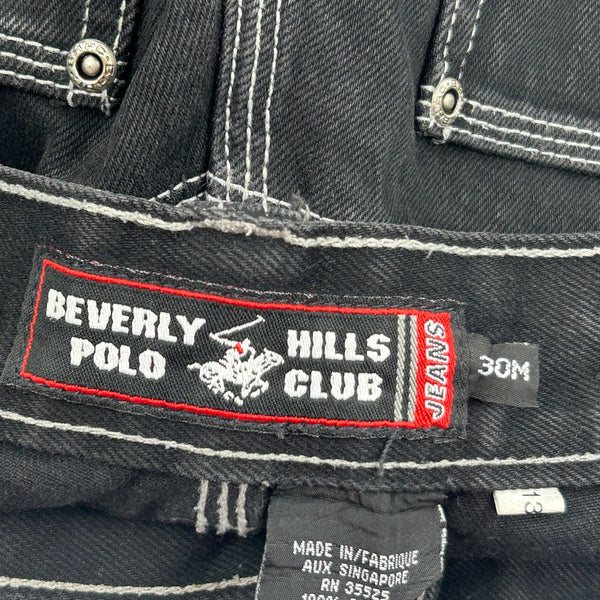 BEVERLY HILLS
POLO CLUB
JEANS
30M
13
MADE IN/FABRIQUE
AUX SINGAPORE
RN 35525